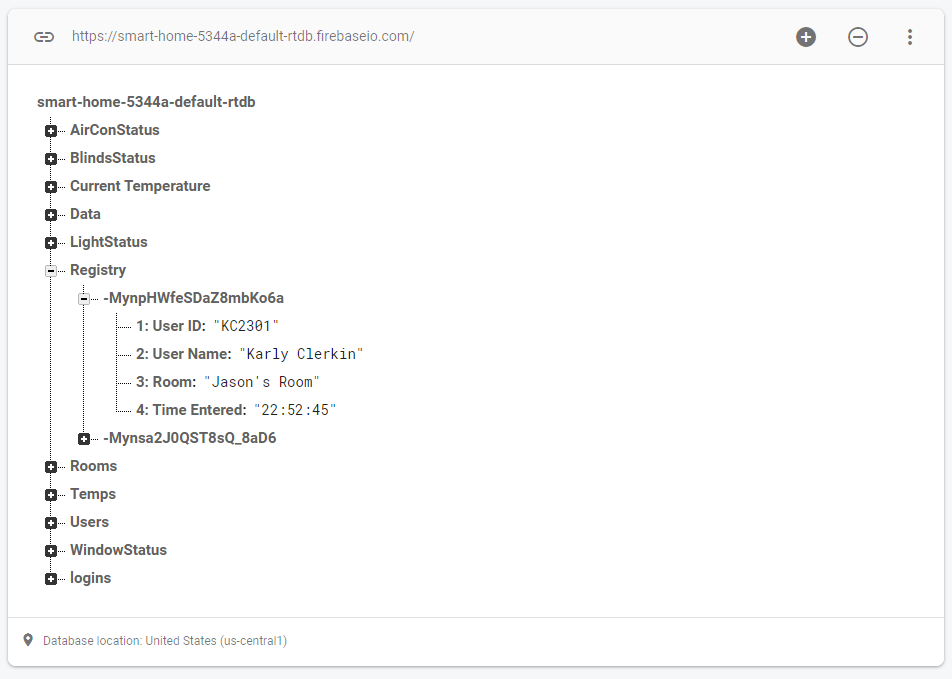 https://smart-home-5344a-default-rtdb.firebaseio.com/
smart-home-5344a-default-rtdb
AirConStatus
BlindsStatus
Current Temperature
Data
LightStatus
Registry
-MynpHWfeSDaZ8mbKo6a
1: User ID: "KC2301"
2: User Name: "Karly Clerkin"
3: Room: "Jason's Room"
4: Time Entered: "22:52:45"
-Mynsa2J0QST8sQ_8aD6
Rooms
Temps
Users
WindowStatus
logins
Database location: United States (us-central1)